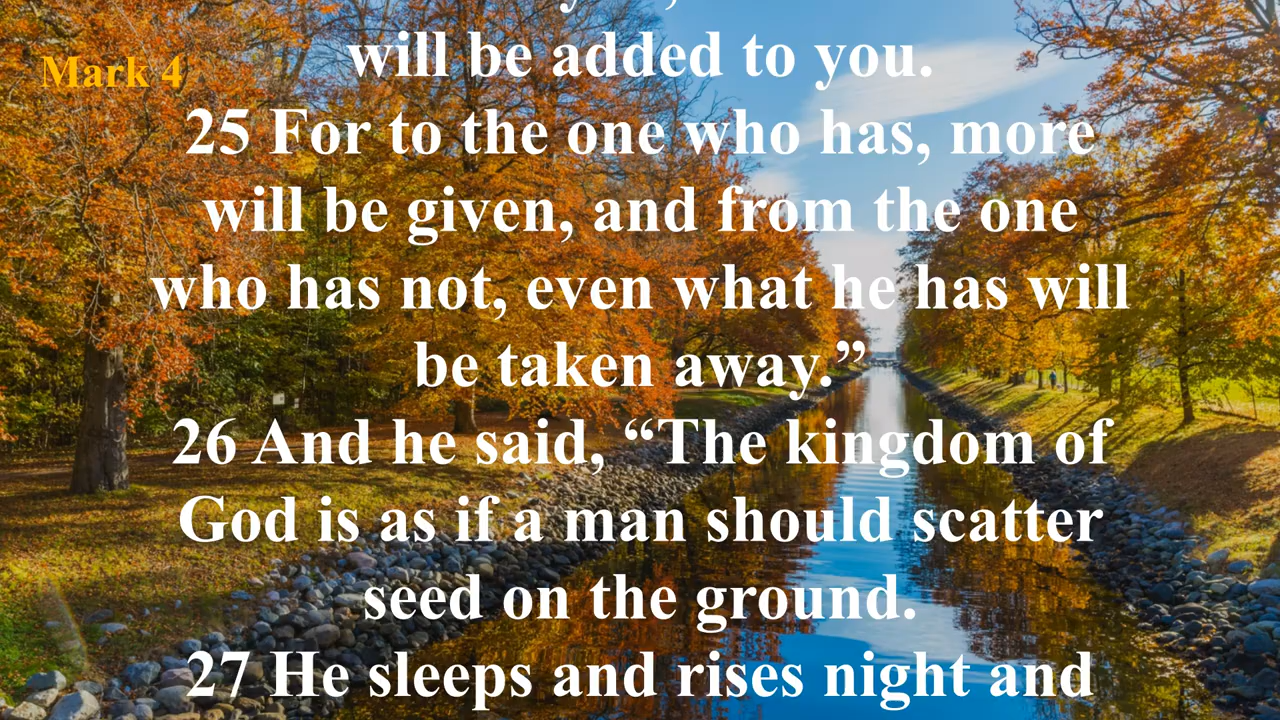 Mark 4
will be added to you.
25 For to the one who has, more
will be given, and from the one
who has not, even what he has will
be taken away.”
26 And he said, “The kingdom of
God is as if a man should scatter
seed on the ground.
27 He sleeps and rises night and